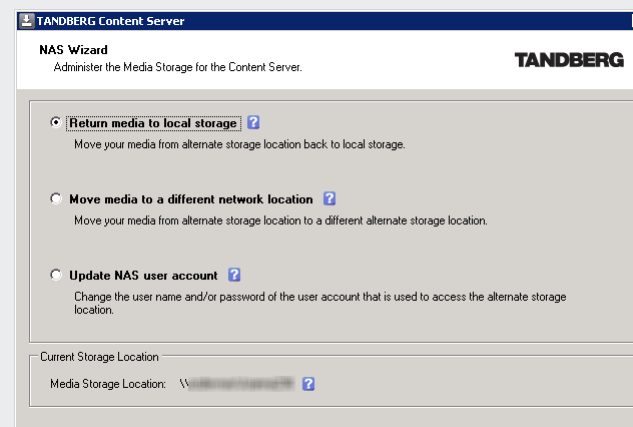 TANDBERG Content Server
NAS Wizard
Administer the Media Storage for the Content Server.
TANDBERG
Return media to local storage ?
Move your media from alternate storage location back to local storage.
Move media to a different network location ?
Move your media from alternate storage location to a different alternate storage location.
Update NAS user account ?
Change the user name and/or password of the user account that is used to access the alternate storage
location.
Current Storage Location
Media Storage Location: \\ ?